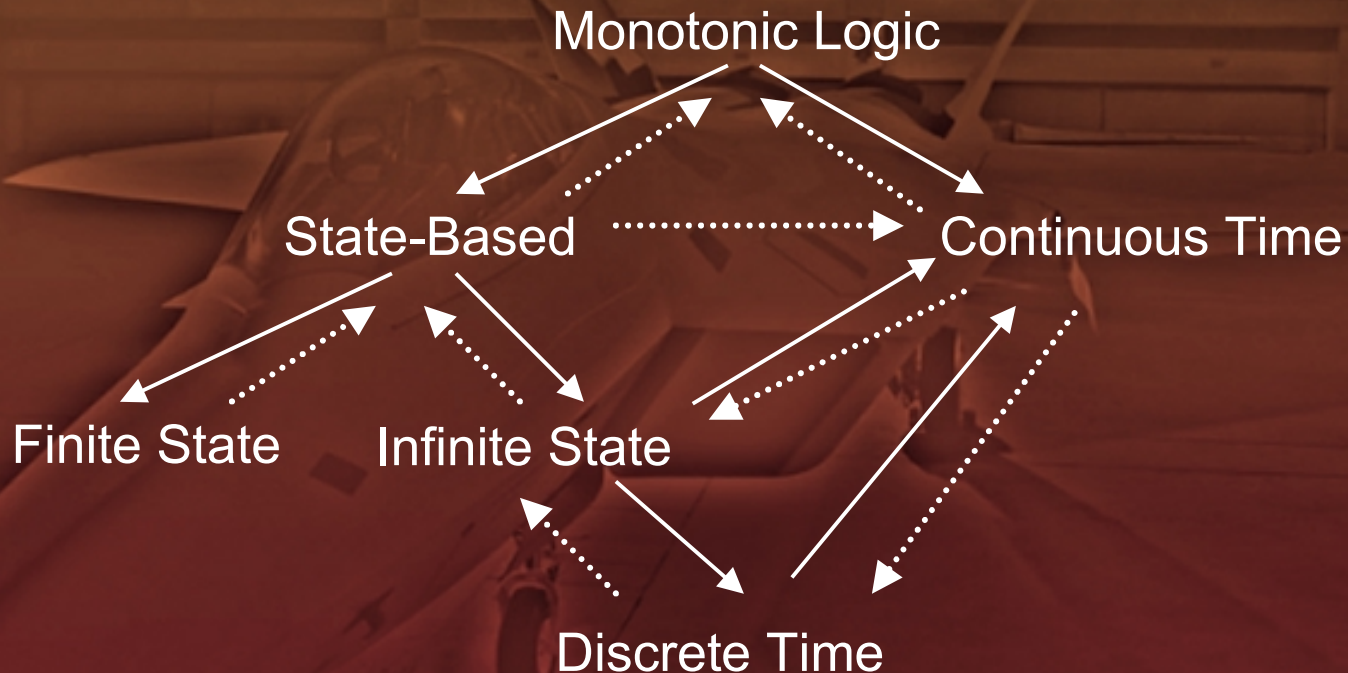 Monotonic Logic
State-Based
Continuous Time
Finite State
Infinite State
Discrete Time